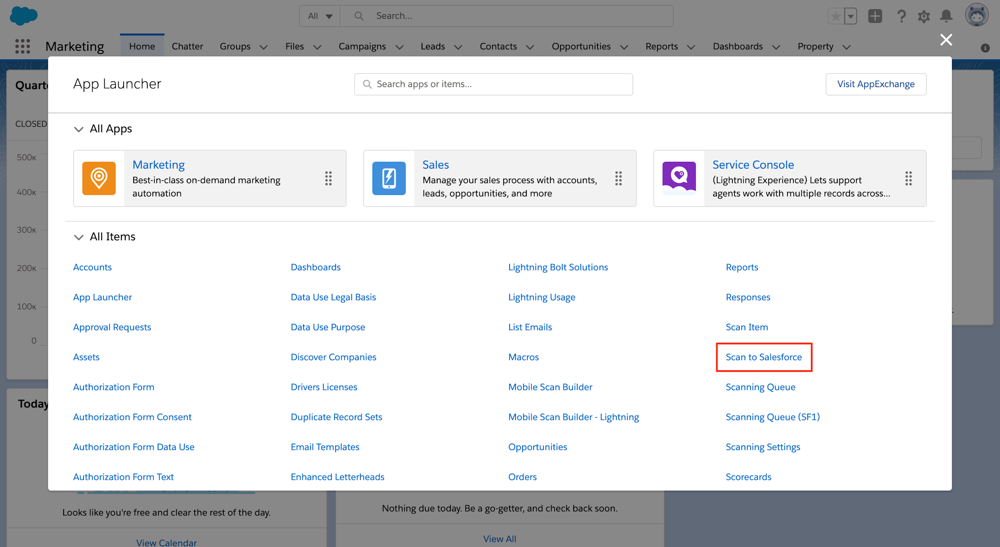 All
Search...
Marketing
Home
Chatter
Groups
Files
Campaigns
Leads
Contacts
Opportunities
Reports
Dashboards
Property
App Launcher
Search apps or items...
Visit AppExchange
CLOSED
500K
400K
300K
200K
100K
0
All Apps
Marketing
Best-in-class on-demand marketing
automation
Sales
Manage your sales process with accounts,
leads, opportunities, and more
Service Console
(Lightning Experience) Lets support
agents work with multiple records across...
All Items
Accounts
Dashboards
Lightning Bolt Solutions
Reports
App Launcher
Data Use Legal Basis
Lightning Usage
Responses
Approval Requests
Data Use Purpose
List Emails
Scan Item
Assets
Discover Companies
Macros
Scan to Salesforce
Authorization Form
Drivers Licenses
Mobile Scan Builder
Scanning Queue
Authorization Form Consent
Duplicate Record Sets
Mobile Scan Builder - Lightning
Scanning Queue (SF1)
Authorization Form Data Use
Email Templates
Opportunities
Scanning Settings
Authorization Form Text
Enhanced Letterheads
Orders
Scorecards
Today
Looks like you're free and clear the rest of the day.
View Calendar
Nothing due today. Be a go-getter, and check back soon.
View All